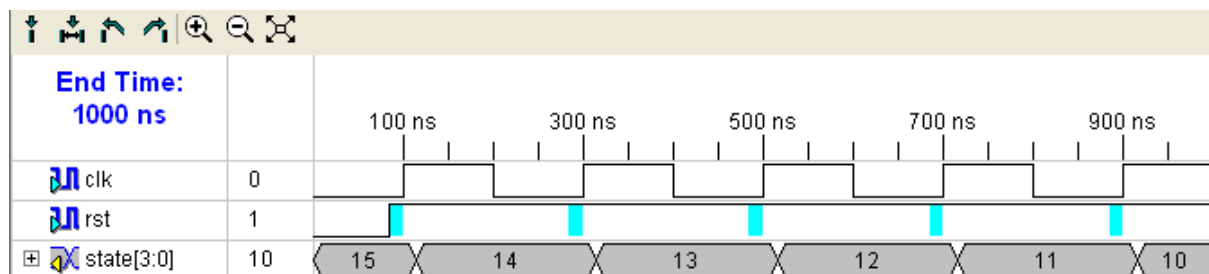 End Time:
1000 ns
100 ns 300 ns 500 ns 700 ns 900 ns
clk 0
rst 1
state[3:0] 10 15 14 13 12 11 10